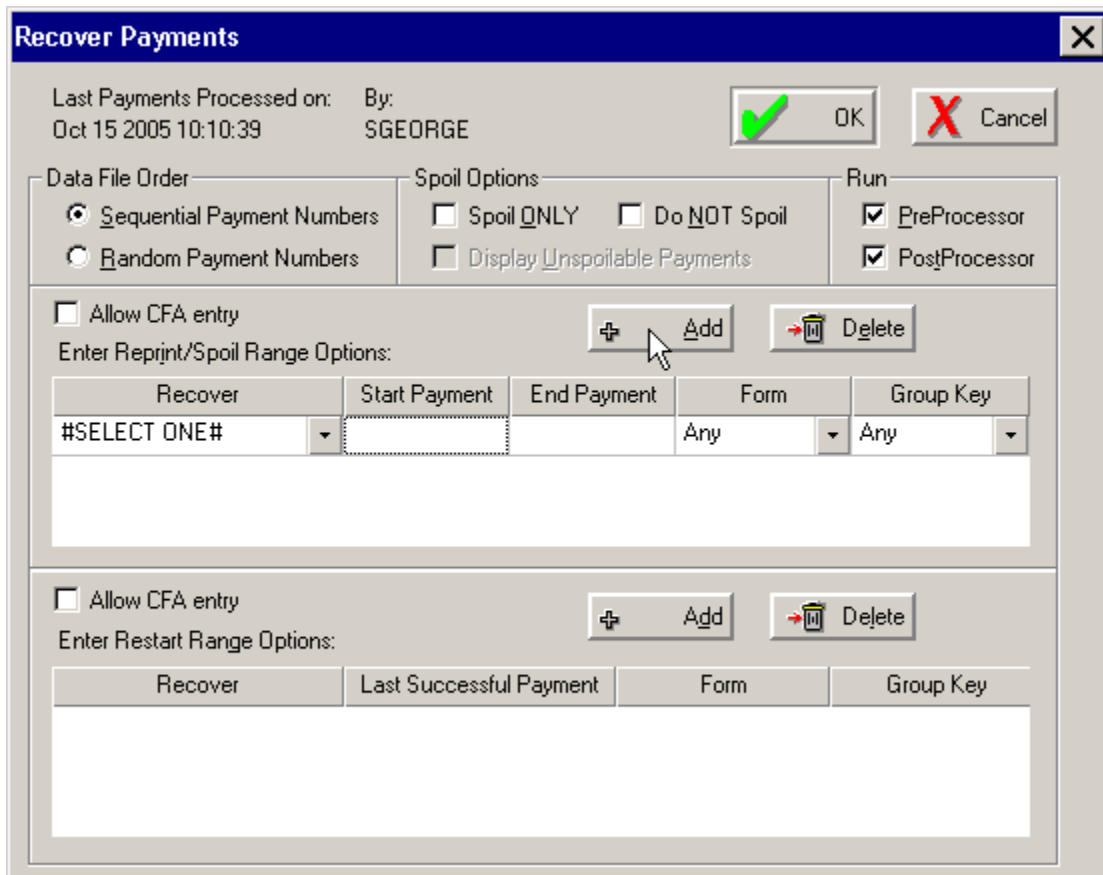 Recover Payments
Last Payments Processed on: By:
Oct 15 2005 10:10:39 SGEORGE
OK Cancel
Data File Order Spoil Options Run
Sequential Payment Numbers Spoil ONLY Do NOT Spoil PreProcessor
Random Payment Numbers Display Unspoilable Payments PostProcessor
Allow CFA entry
Add Delete
Enter Reprint/Spoil Range Options:
Recover Start Payment End Payment Form Group Key
#SELECT ONE# Any Any
Allow CFA entry
Add Delete
Enter Restart Range Options:
Recover Last Successful Payment Form Group Key